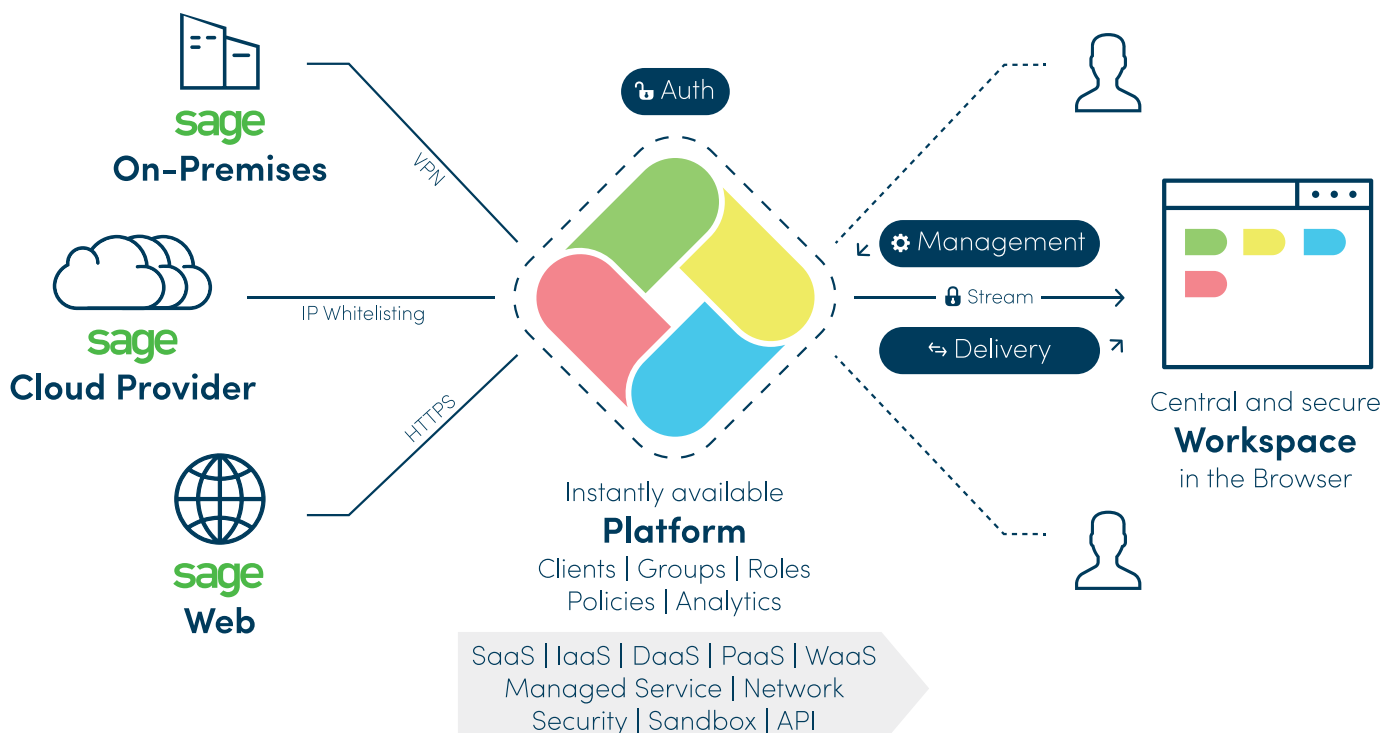 sage
On-Premises
VPN
sage
Cloud Provider
IP Whitelisting
sage
Web
HTTPS
Auth
Instantly available
Platform
Clients | Groups | Roles
Policies | Analytics
SaaS | IaaS | DaaS | PaaS | WaaS
Managed Service | Network
Security | Sandbox | API
Management
Stream
Delivery
Central and secure
Workspace
in the Browser